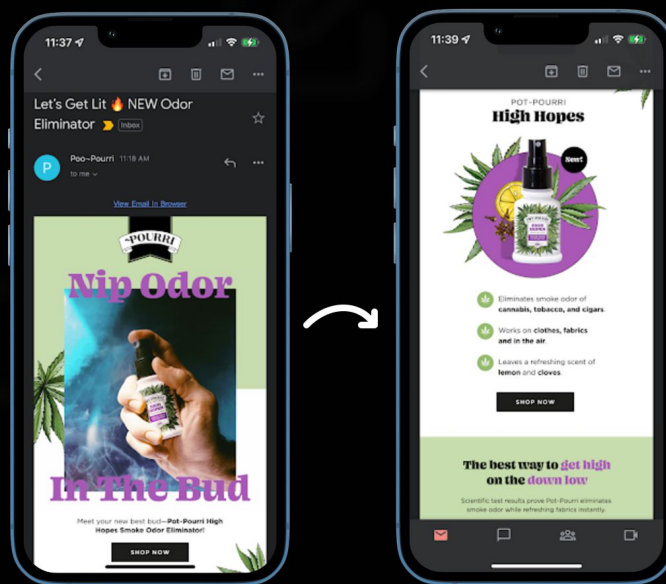 11:37
Let's Get Lit 🔥 NEW Odor
Eliminator Inbox
P
Poo~Pourri 11:18 AM
to me
View Email In Browser
~POURRI
Nip Odor
In The Bud
Meet your new best bud—Pot-Pourri High
Hopes Smoke Odor Eliminator!
SHOP NOW
11:39
POT-POURRI
High Hopes
New!
Eliminates smoke odor of
cannabis, tobacco, and cigars.
Works on clothes, fabrics
and in the air.
Leaves a refreshing scent of
lemon and cloves.
SHOP NOW
The best way to get high
on the down low
Scientific test results prove Pot-Pourri eliminates
smoke odor while refreshing fabrics instantly.